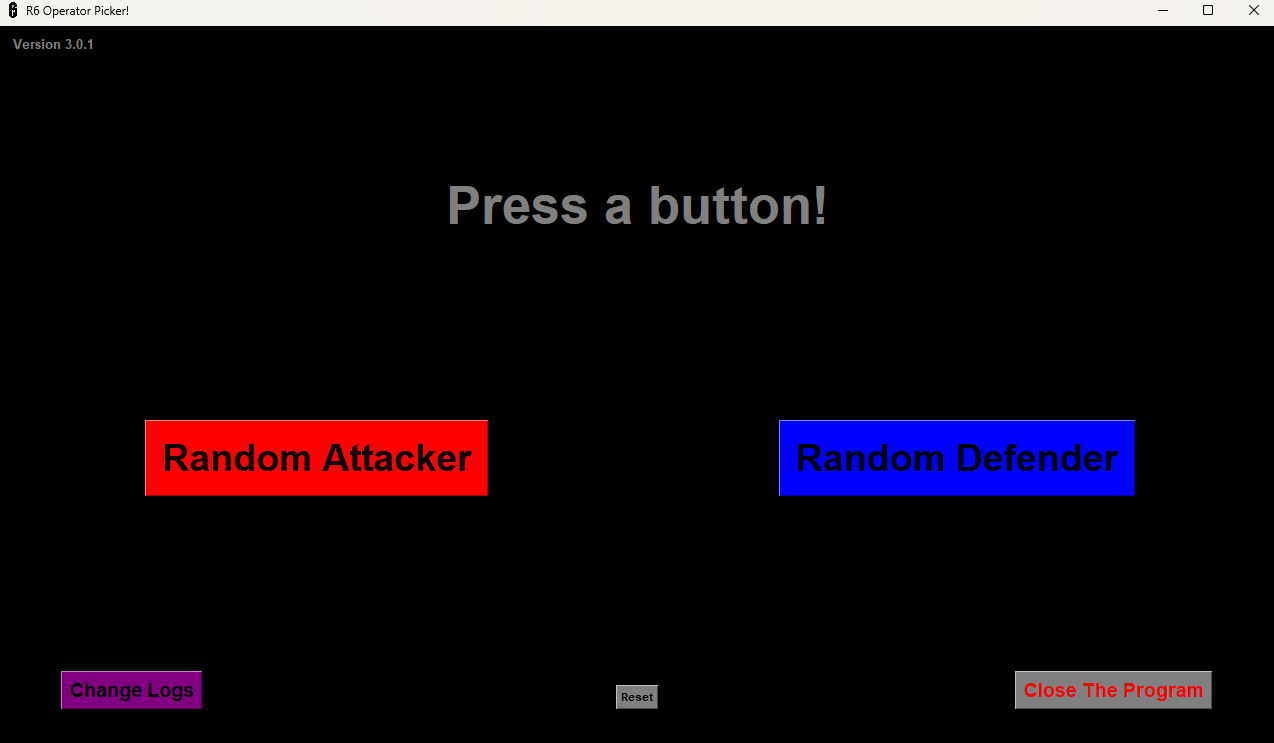 R6 Operator Picker!
Version 3.0.1
Press a button!
Random Attacker
Random Defender
Change Logs
Reset
Close The Program